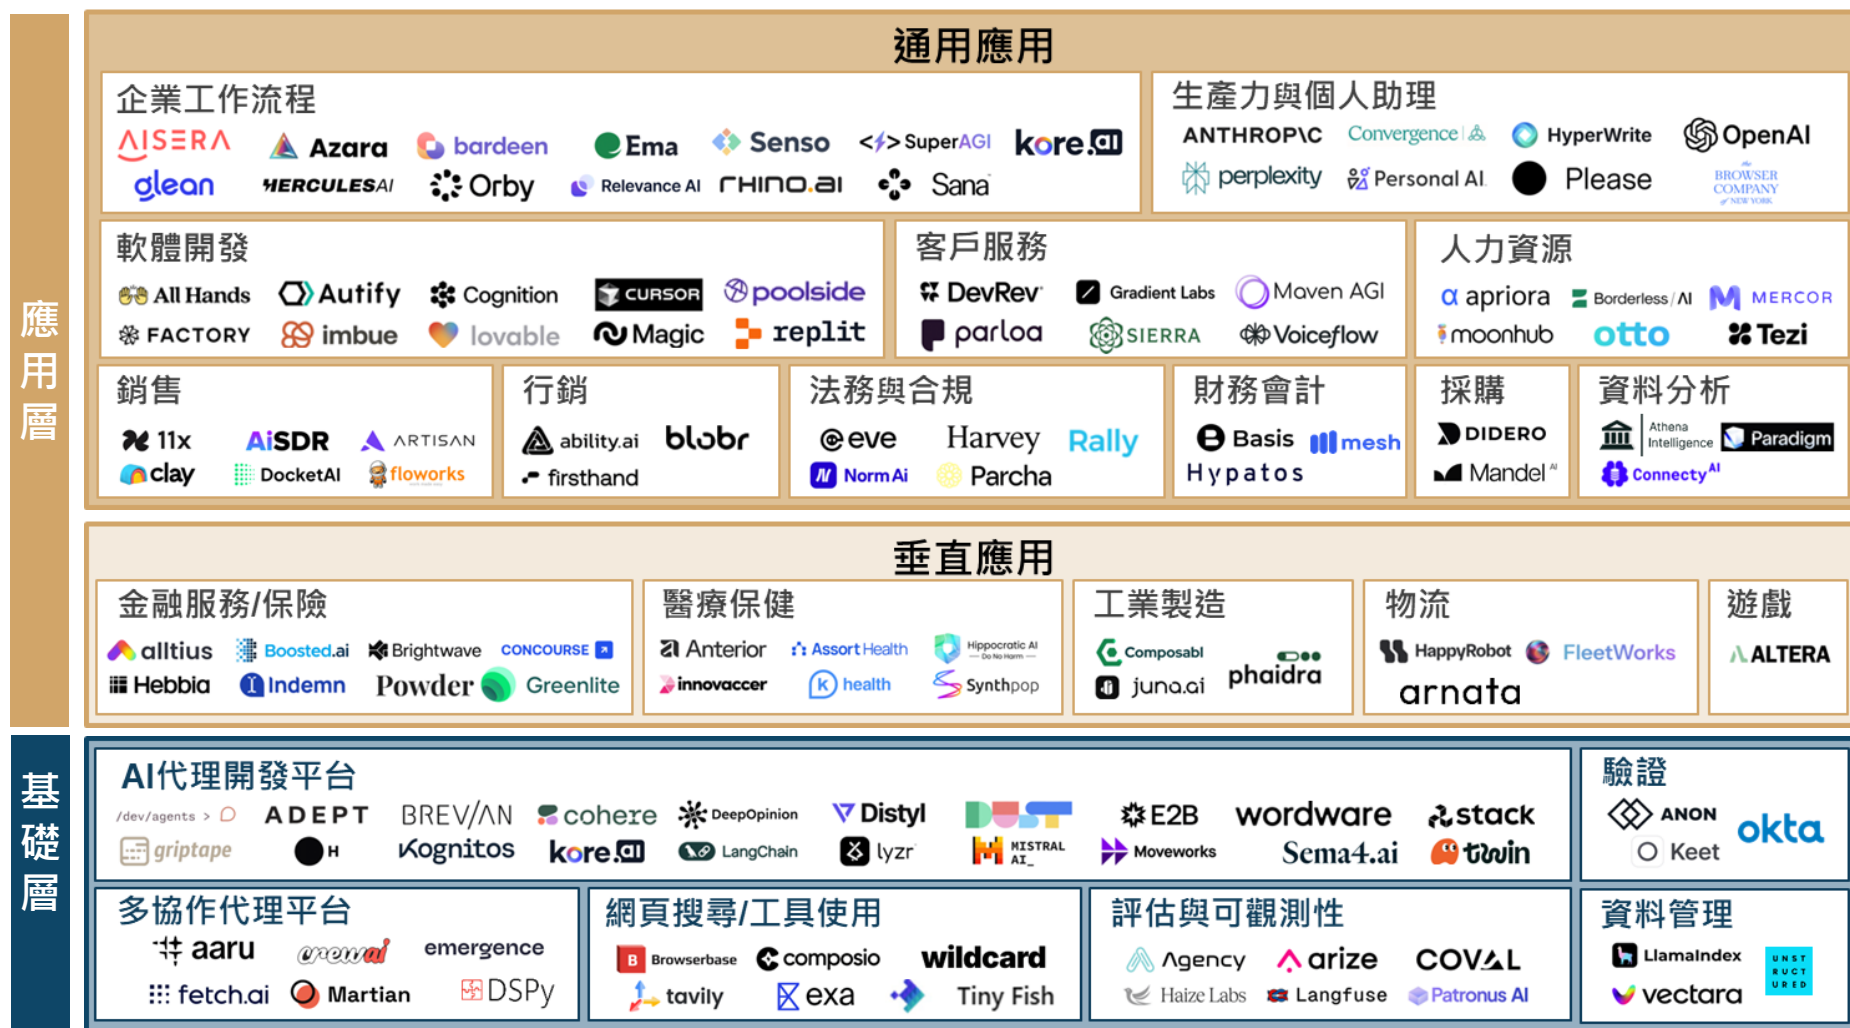 應用層
通用應用
企業工作流程
AISERA Azara bardeen Ema Senso <⚡> SuperAGI kore.ai
glean HERCULESAI Orby Relevance AI rhino.ai Sana
生產力與個人助理
ANTHROP\C Convergence HyperWrite OpenAI
perplexity Personal AI. Please the BROWSER COMPANY of NEW YORK
軟體開發
All Hands Autify Cognition CURSOR poolside
FACTORY imbue lovable Magic replit
客戶服務
DevRev Gradient Labs Maven AGI
parloa SIERRA Voiceflow
人力資源
apriora Borderless/AI MERCOR
moonhub otto Tezi
銷售
11x AiSDR ARTISAN
clay DocketAI floworks
行銷
ability.ai blobr
firsthand
法務與合規
eve Harvey Rally
Norm Ai Parcha
財務會計
Basis mesh
Hypatos
採購
DIDERO
Mandel AI
資料分析
Athena Intelligence Paradigm
Connecty AI
垂直應用
金融服務/保險
alltius Boosted.ai Brightwave CONCOURSE
Hebbia Indemn Powder Greenlite
醫療保健
Anterior Assort Health Hippocratic AI
Do No Harm
innovaccer K health Synthpop
工業製造
Composabl
juna.ai phaidra
物流
HappyRobot FleetWorks
arnata
遊戲
ALTERA
基礎層
AI代理開發平台
/dev/agents > ADEPT BREV/AN cohere DeepOpinion Distyl DUST E2B wordware stack
griptape H Kognitos kore.ai LangChain lyzr MISTRAL AI_ Moveworks Sema4.ai twin
驗證
ANON okta
Keet
多協作代理平台
aaru crewai emergence
fetch.ai Martian DSPy
網頁搜尋/工具使用
B Browserbase composio wildcard
tavily exa Tiny Fish
評估與可觀測性
Agency arize COVAL
Haize Labs Langfuse Patronus AI
資料管理
LlamaIndex UNSTRUCTURED
vectara